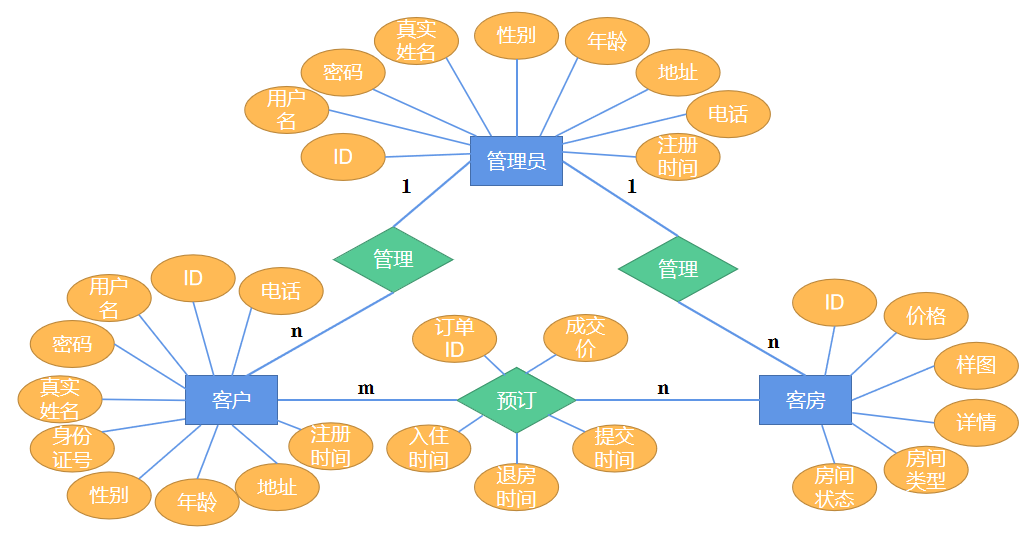 真实
姓名
性别
年龄
密码
地址
用户
名
电话
ID
管理员
注册
时间
1
1
管理
管理
用户
名
ID
电话
n
密码
真实
姓名
身份
证号
性别
年龄
地址
注册
时间
客户
m
订单
ID
成交
价
预订
入住
时间
退房
时间
提交
时间
n
n
客房
ID
价格
样图
详情
房间
类型
房间
状态